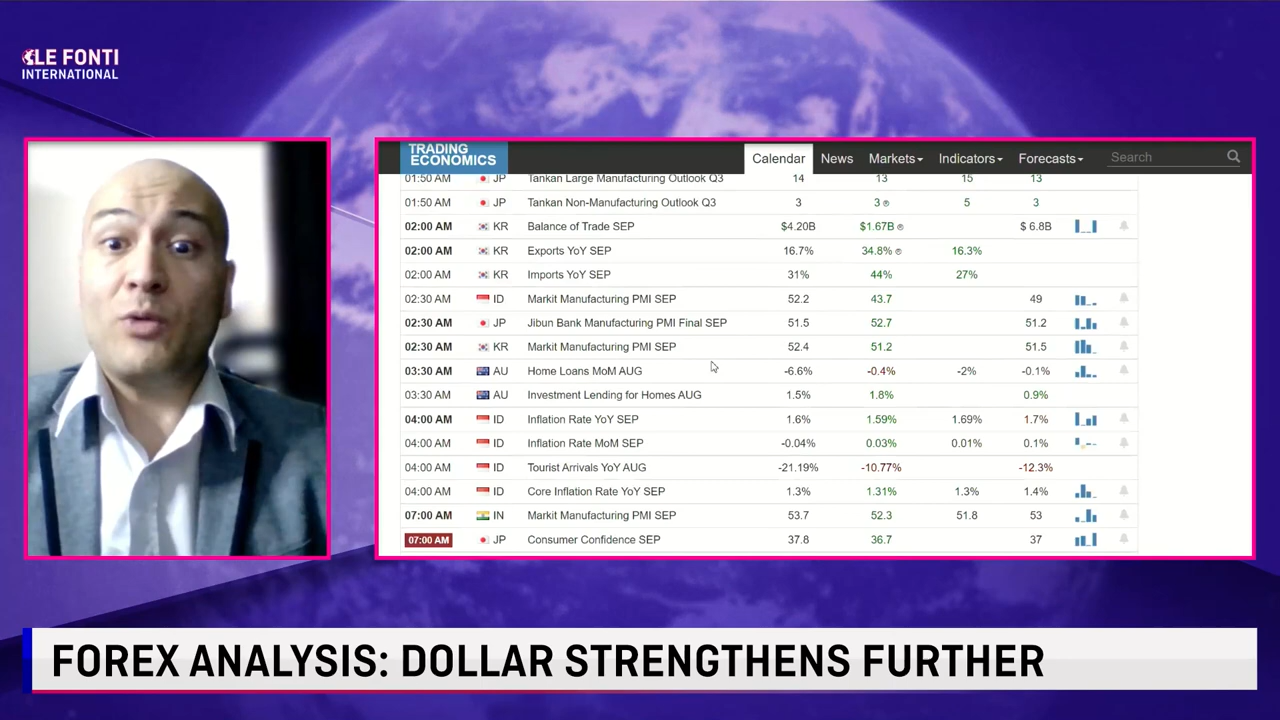 LE FONTI
INTERNATIONAL
TRADING
ECONOMICS
Calendar News Markets Indicators Forecasts Search
01:50 AM JP Tankan Large Manufacturing Outlook Q3 14 13 15 13
01:50 AM JP Tankan Non-Manufacturing Outlook Q3 3 3 ® 5 3
02:00 AM KR Balance of Trade SEP $4.20B $1.67B ® $ 6.8B
02:00 AM KR Exports YoY SEP 16.7% 34.8% ® 16.3%
02:00 AM KR Imports YoY SEP 31% 44% 27%
02:30 AM ID Markit Manufacturing PMI SEP 52.2 43.7 49
02:30 AM JP Jibun Bank Manufacturing PMI Final SEP 51.5 52.7 51.2
02:30 AM KR Markit Manufacturing PMI SEP 52.4 51.2 51.5
03:30 AM AU Home Loans MoM AUG -6.6% -0.4% -2% -0.1%
03:30 AM AU Investment Lending for Homes AUG 1.5% 1.8% 0.9%
04:00 AM ID Inflation Rate YoY SEP 1.6% 1.59% 1.69% 1.7%
04:00 AM ID Inflation Rate MoM SEP -0.04% 0.03% 0.01% 0.1%
04:00 AM ID Tourist Arrivals YoY AUG -21.19% -10.77% -12.3%
04:00 AM ID Core Inflation Rate YoY SEP 1.3% 1.31% 1.3% 1.4%
07:00 AM IN Markit Manufacturing PMI SEP 53.7 52.3 51.8 53
07:00 AM JP Consumer Confidence SEP 37.8 36.7 37
FOREX ANALYSIS: DOLLAR STRENGTHENS FURTHER